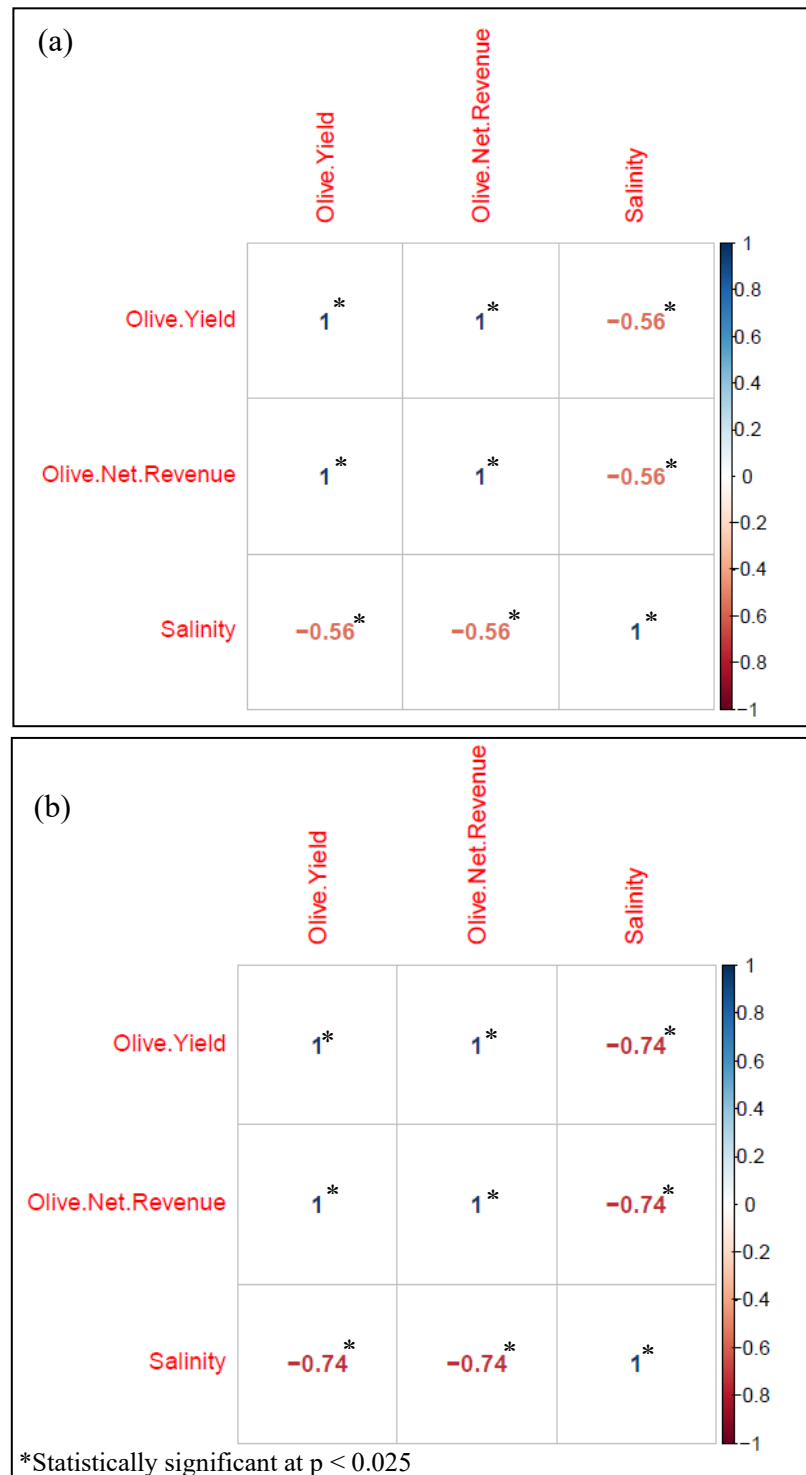 (a)
Olive.Yield
Olive.Net.Revenue
Salinity
Olive.Yield 1* 1* −0.56*
Olive.Net.Revenue 1* 1* −0.56*
Salinity −0.56* −0.56* 1*
1
0.8
0.6
0.4
0.2
0
−0.2
−0.4
−0.6
−0.8
−1
(b)
Olive.Yield
Olive.Net.Revenue
Salinity
Olive.Yield 1* 1* −0.74*
Olive.Net.Revenue 1* 1* −0.74*
Salinity −0.74* −0.74* 1*
1
0.8
0.6
0.4
0.2
0
−0.2
−0.4
−0.6
−0.8
−1
*Statistically significant at p < 0.025